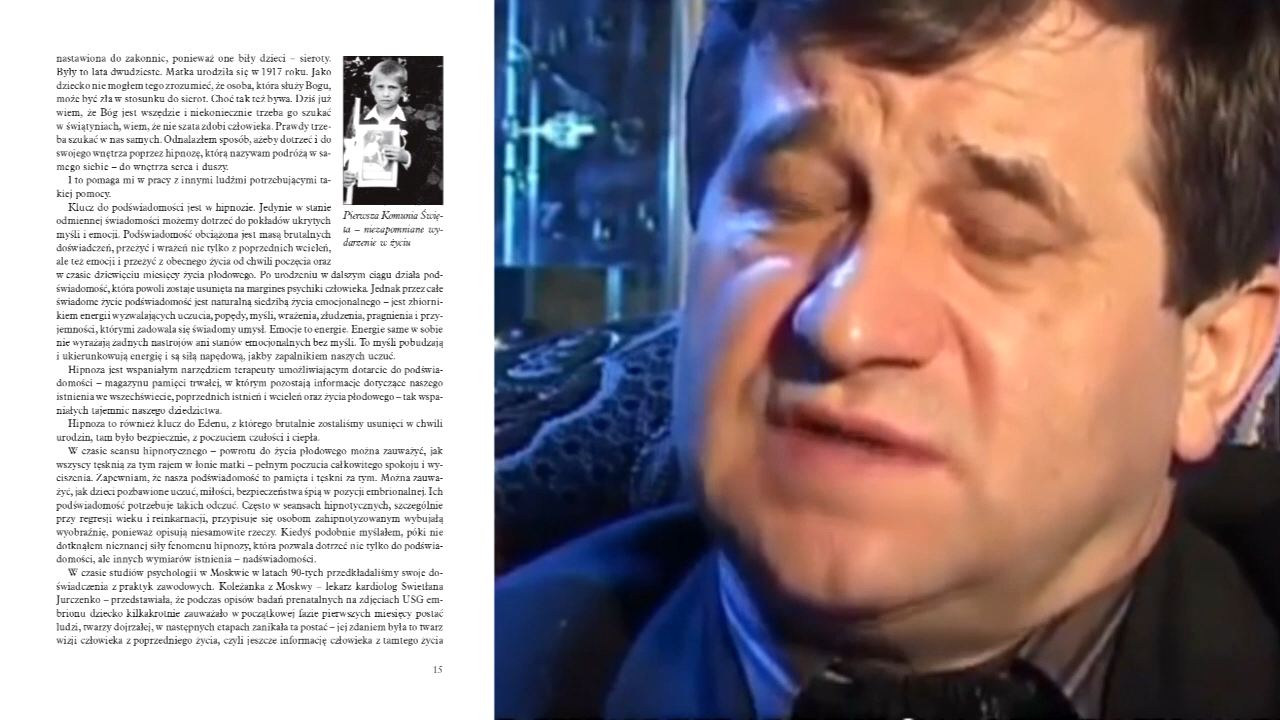 nastawiona do zakonnic, ponieważ one biły dzieci – sieroty.
Były to lata dwudzieste. Matka urodziła się w 1917 roku. Jako
dziecko nie mogłem tego zrozumieć, że osoba, która służy Bogu,
może być zła w stosunku do sierot. Choć tak też bywa. Dziś już
wiem, że Bóg jest wszędzie i niekoniecznie trzeba go szukać
w świątyniach, wiem, że nie szata zdobi człowieka. Prawdy trze-
ba szukać w nas samych. Odnalazłem sposób, ażeby dotrzeć i do
swojego wnętrza poprzez hipnozę, którą nazywam podróżą w sa-
mego siebie – do wnętrza serca i duszy.
I to pomaga mi w pracy z innymi ludźmi potrzebującymi ta-
kiej pomocy.
Klucz do podświadomości jest w hipnozie. Jedynie w stanie
odmiennej świadomości możemy dotrzeć do pokładów ukrytych
myśli i emocji. Podświadomość obciążona jest masą brutalnych
doświadczeń, przeżyć i wrażeń nie tylko z poprzednich wcieleń,
ale też emocji i przeżyć z obecnego życia od chwili poczęcia oraz
Pierwsza Komunia Świę-
ta – niezapomniane wy-
darzenie w życiu
w czasie dziewięciu miesięcy życia płodowego. Po urodzeniu w dalszym ciągu działa pod-
świadomość, która powoli zostaje usunięta na margines psychiki człowieka. Jednak przez całe
świadome życie podświadomość jest naturalną siedzibą życia emocjonalnego – jest zbiorni-
kiem energii wyzwalających uczucia, popędy, myśli, wrażenia, złudzenia, pragnienia i przy-
jemności, którymi zadowala się świadomy umysł. Emocje to energie. Energie same w sobie
nie wyrażają żadnych nastrojów ani stanów emocjonalnych bez myśli. To myśli pobudzają
i ukierunkowują energię i są siłą napędową, jakby zapalnikiem naszych uczuć.
Hipnoza jest wspaniałym narzędziem terapeuty umożliwiającym dotarcie do podświa-
domości – magazynu pamięci trwałej, w którym pozostają informacje dotyczące naszego
istnienia we wszechświecie, poprzednich istnień i wcieleń oraz życia płodowego – tak wspa-
niałych tajemnic naszego dziedzictwa.
Hipnoza to również klucz do Edenu, z którego brutalnie zostaliśmy usunięci w chwili
urodzin, tam było bezpiecznie, z poczuciem czułości i ciepła.
W czasie seansu hipnotycznego – powrotu do życia płodowego można zauważyć, jak
wszyscy tęsknią za tym rajem w łonie matki – pełnym poczucia całkowitego spokoju i wy-
ciszenia. Zapewniam, że nasza podświadomość to pamięta i tęskni za tym. Można zauwa-
żyć, jak dzieci pozbawione uczuć, miłości, bezpieczeństwa śpią w pozycji embrionalnej. Ich
podświadomość potrzebuje takich odczuć. Często w seansach hipnotycznych, szczególnie
przy regresji wieku i reinkarnacji, przypisuje się osobom zahipnotyzowanym wybujałą
wyobraźnię, ponieważ opisują niesamowite rzeczy. Kiedyś podobnie myślałem, póki nie
dotknąłem nieznanej siły fenomenu hipnozy, która pozwala dotrzeć nie tylko do podświa-
domości, ale innych wymiarów istnienia – nadświadomości.
W czasie studiów psychologii w Moskwie w latach 90-tych przedkładaliśmy swoje do-
świadczenia z praktyk zawodowych. Koleżanka z Moskwy – lekarz kardiolog Swietłana
Jurczenko – przedstawiała, że podczas opisów badań prenatalnych na zdjęciach USG em-
brionu dziecko kilkakrotnie zauważało w początkowej fazie pierwszych miesięcy postać
ludzi, twarzy dojrzałej, w następnych etapach zanikała ta postać – jej zdaniem była to twarz
wizji człowieka z poprzedniego życia, czyli jeszcze informację człowieka z tamtego życia
15